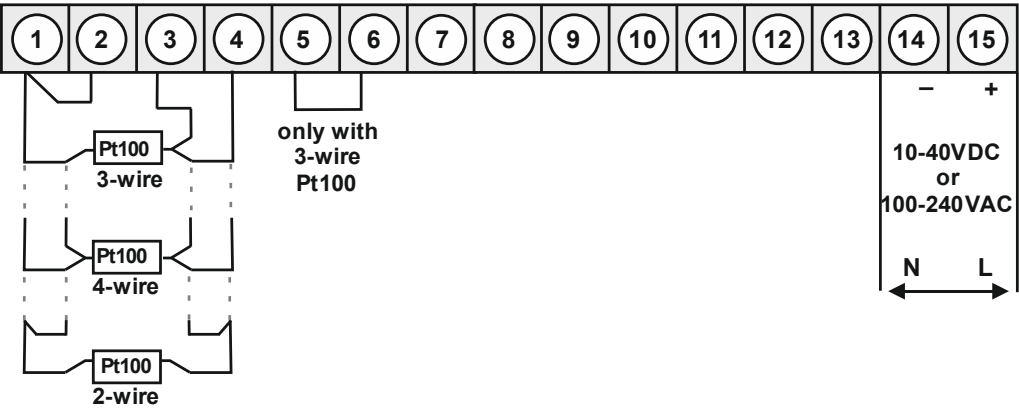 1 2 3 4 5 6 7 8 9 10 11 12 13 14 15
– +
Pt100
3-wire
only with
3-wire
Pt100
10-40VDC
or
100-240VAC
Pt100
4-wire
N L
Pt100
2-wire